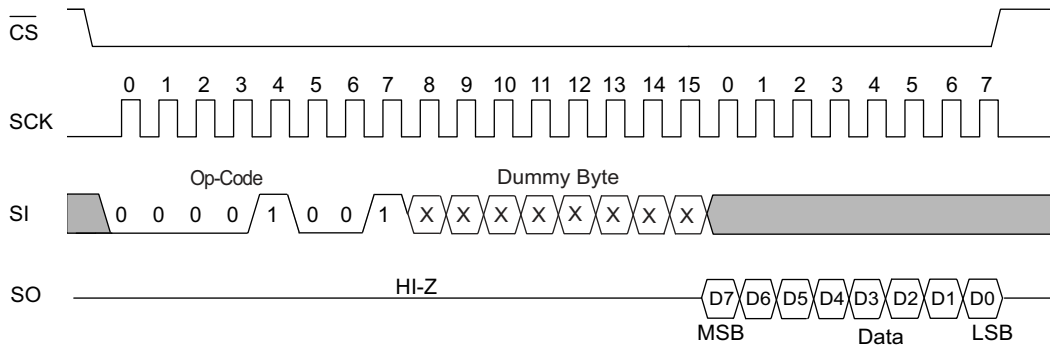 CS
0 1 2 3 4 5 6 7 8 9 10 11 12 13 14 15 0 1 2 3 4 5 6 7
SCK
Op-Code Dummy Byte
SI 0 0 0 0 1 0 0 1 X X X X X X X X
HI-Z
SO D7 D6 D5 D4 D3 D2 D1 D0
MSB Data LSB